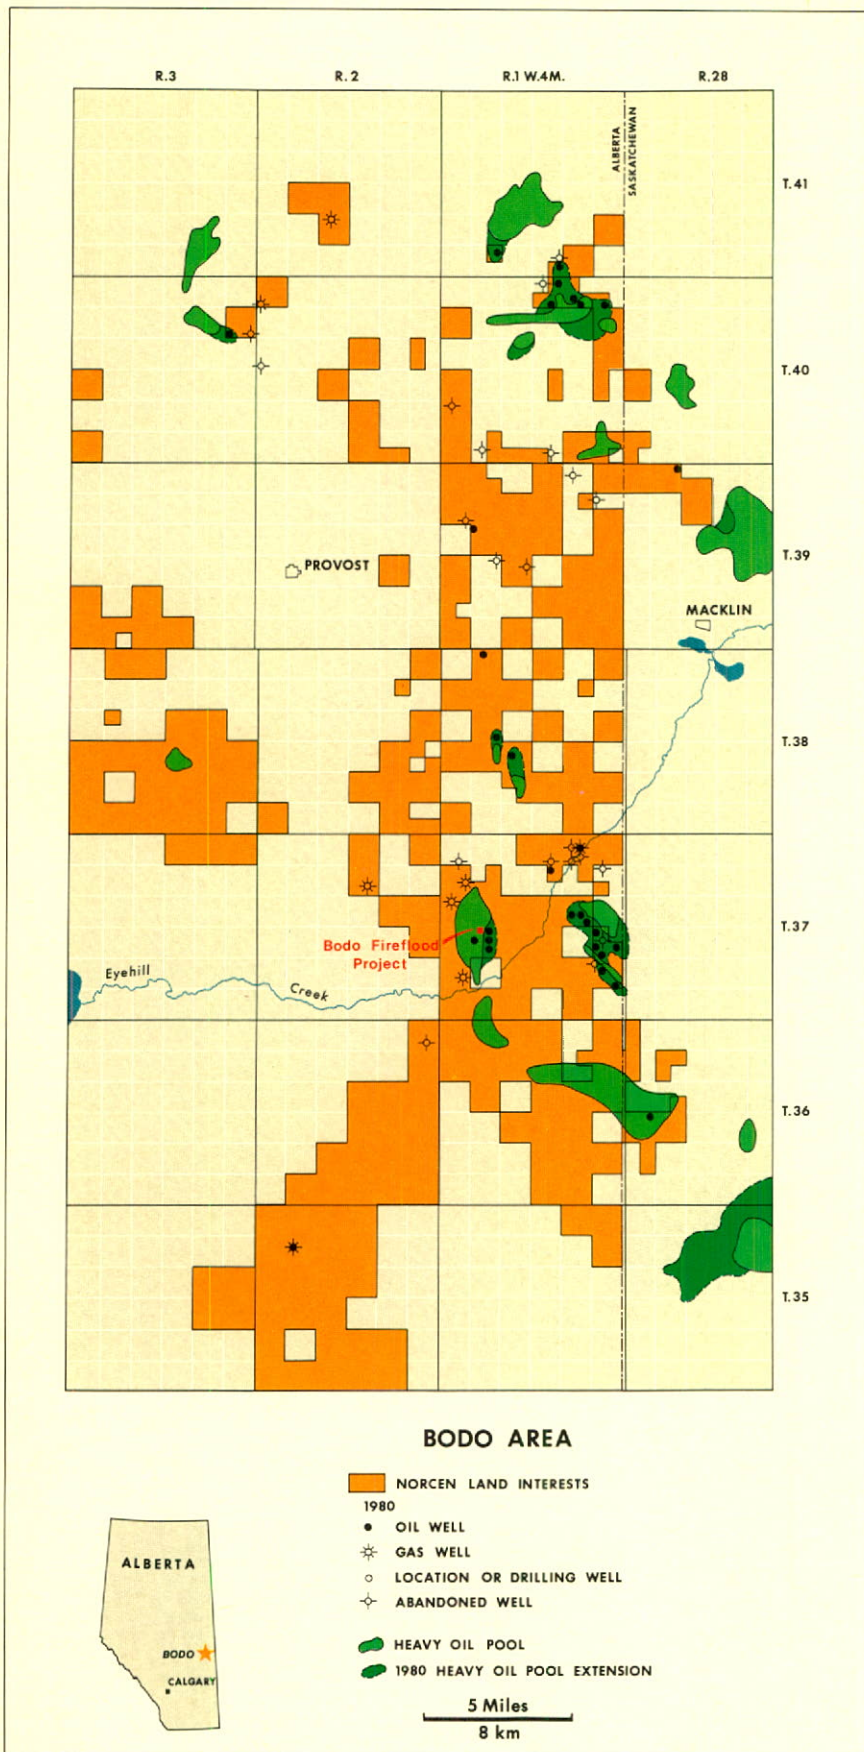 R.3 R.2 R.1 W.4M. R.28
ALBERTA
SASKATCHEWAN
T.41
T.40
T.39
PROVOST
MACKLIN
T.38
T.37
Bodo Fireflood
Project
Eyehill
Creek
T.36
T.35
BODO AREA
NORCEN LAND INTERESTS
1980
OIL WELL
GAS WELL
LOCATION OR DRILLING WELL
ABANDONED WELL
HEAVY OIL POOL
1980 HEAVY OIL POOL EXTENSION
5 Miles
8 km
ALBERTA
BODO
CALGARY